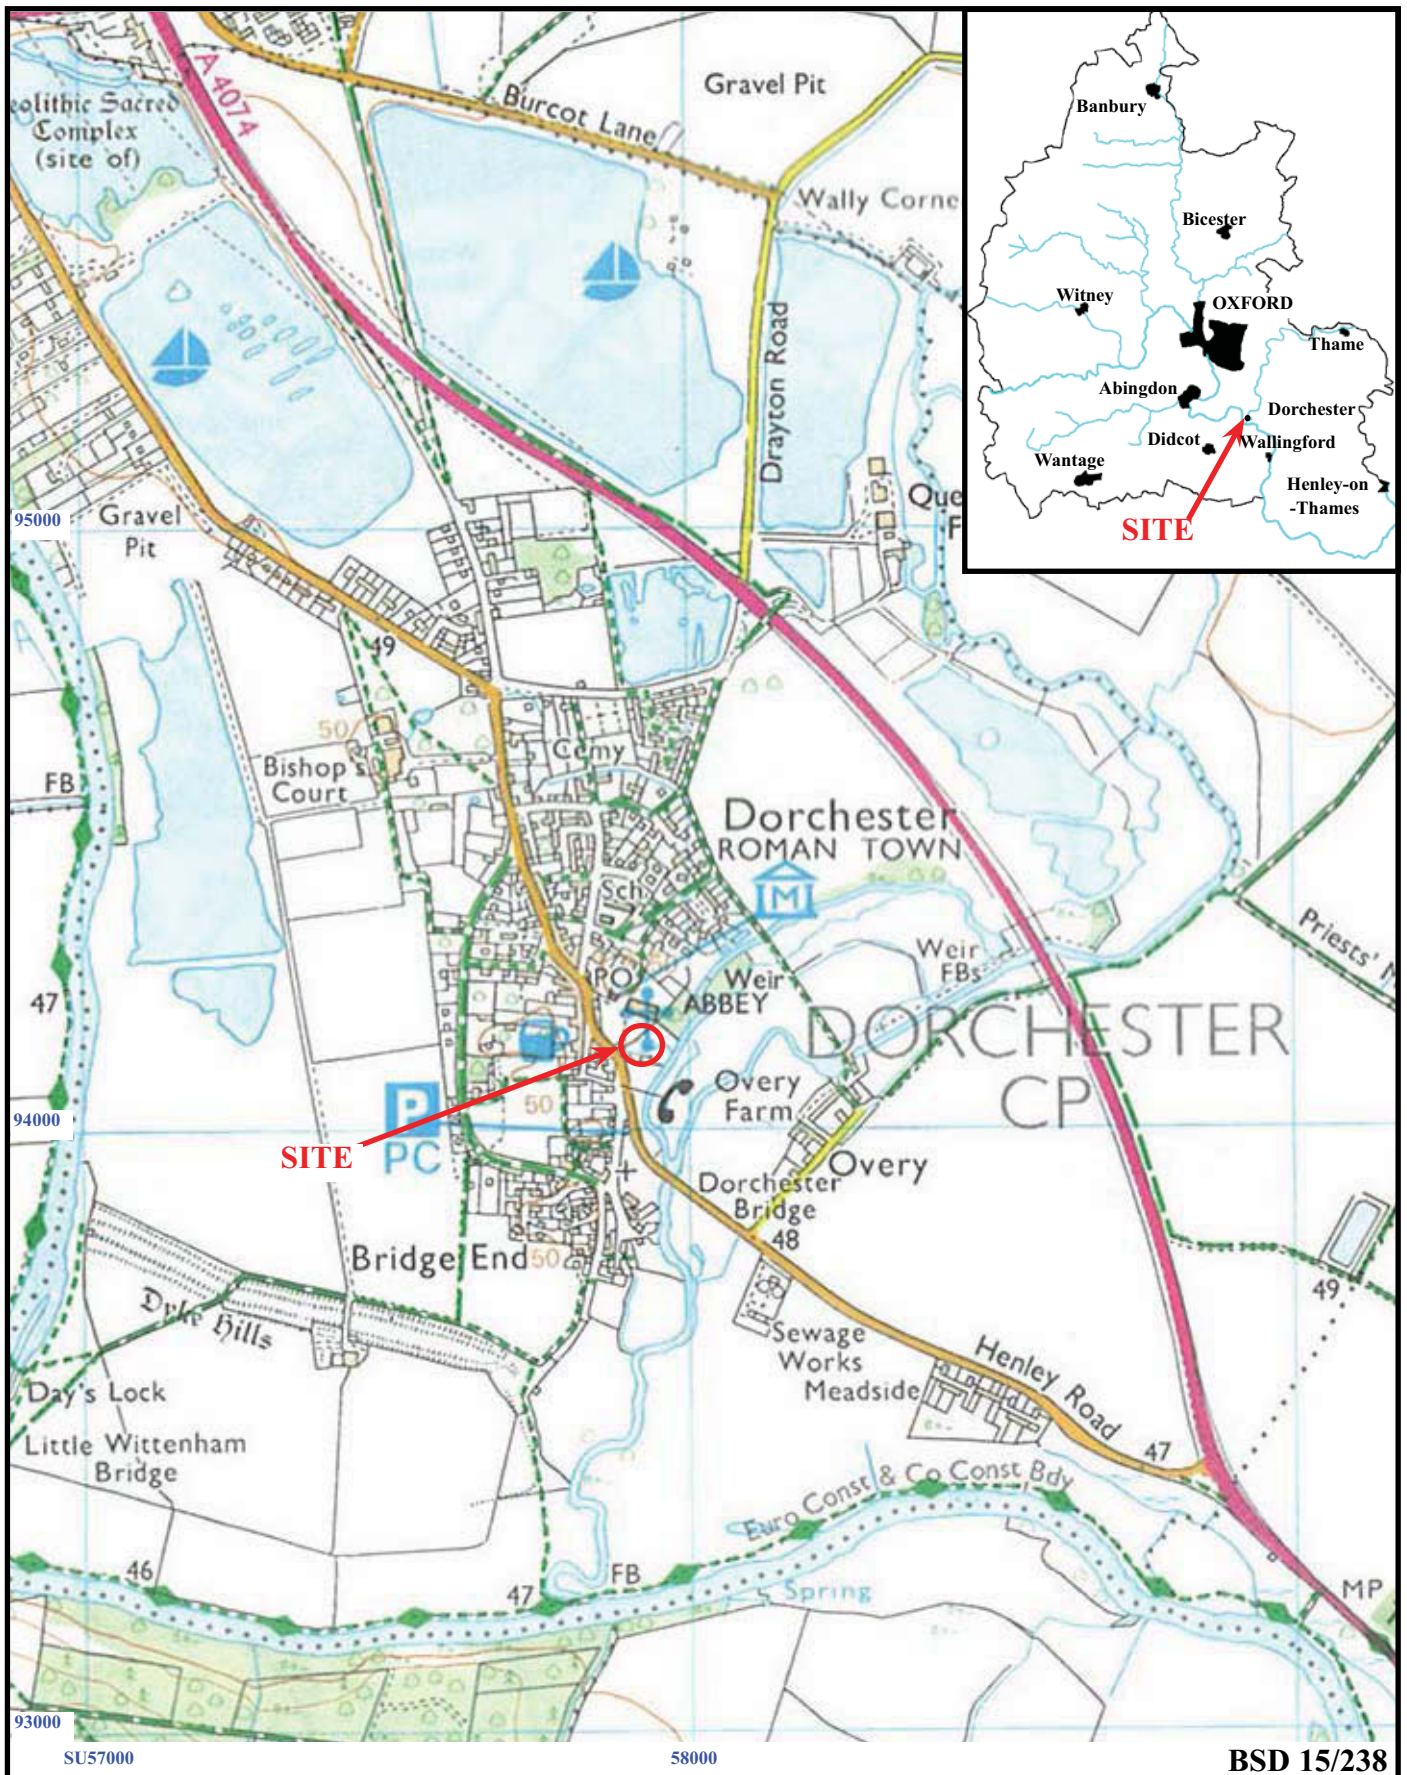 A 4074
eolithic Sacred
Complex
(site of)
Burcot Lane
Gravel Pit
Wally Corne
Drayton Road
Que
F
Gravel
Pit
95000
49
50
Bishop's
Court
Cemy
FB
Dorchester
ROMAN TOWN
M
Sch
PO
Weir
ABBEY
Weir
FBs
Priests' M
47
DORCHESTER
CP
Overy
Farm
50
94000
P
PC
SITE
Overy
Dorchester
Bridge
48
Bridge End
50
49
Dyke Hills
Sewage
Works
Meadside
Henley Road
Day's Lock
Little Wittenham
Bridge
47
Euro Const & Co Const Bdy
46
47
FB
Spring
MP
93000
SU57000
58000
BSD 15/238
Banbury
Bicester
Witney
OXFORD
Thame
Abingdon
Dorchester
Didcot
Wallingford
Wantage
Henley-on
-Thames
SITE